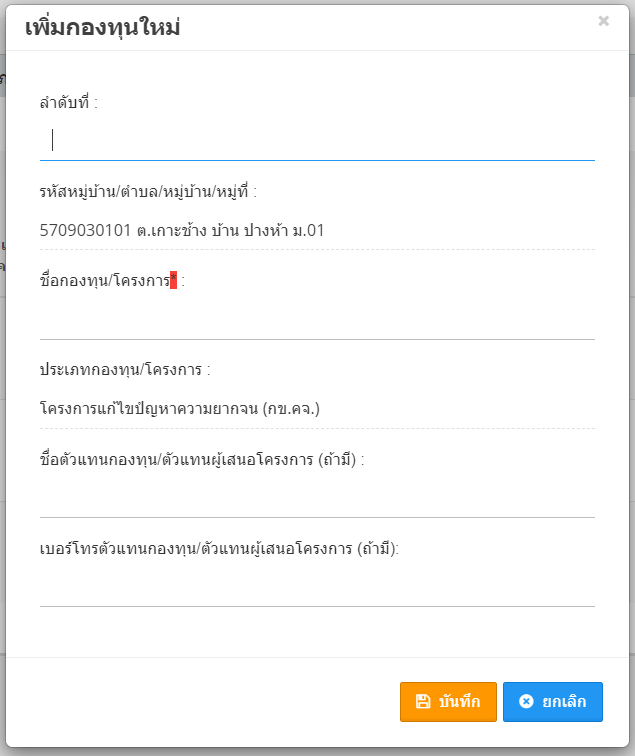 เพิ่มกองทุนใหม่
ลำดับที่ :
รหัสหมู่บ้าน/ตำบล/หมู่บ้าน/หมู่ที่ :
5709030101 ต.เกาะช้าง บ้าน ปางห้า ม.01
ชื่อกองทุน/โครงการ* :
ประเภทกองทุน/โครงการ :
โครงการแก้ไขปัญหาความยากจน (กข.คจ.)
ชื่อตัวแทนกองทุน/ตัวแทนผู้เสนอโครงการ (ถ้ามี) :
เบอร์โทรตัวแทนกองทุน/ตัวแทนผู้เสนอโครงการ (ถ้ามี):
บันทึก ยกเลิก